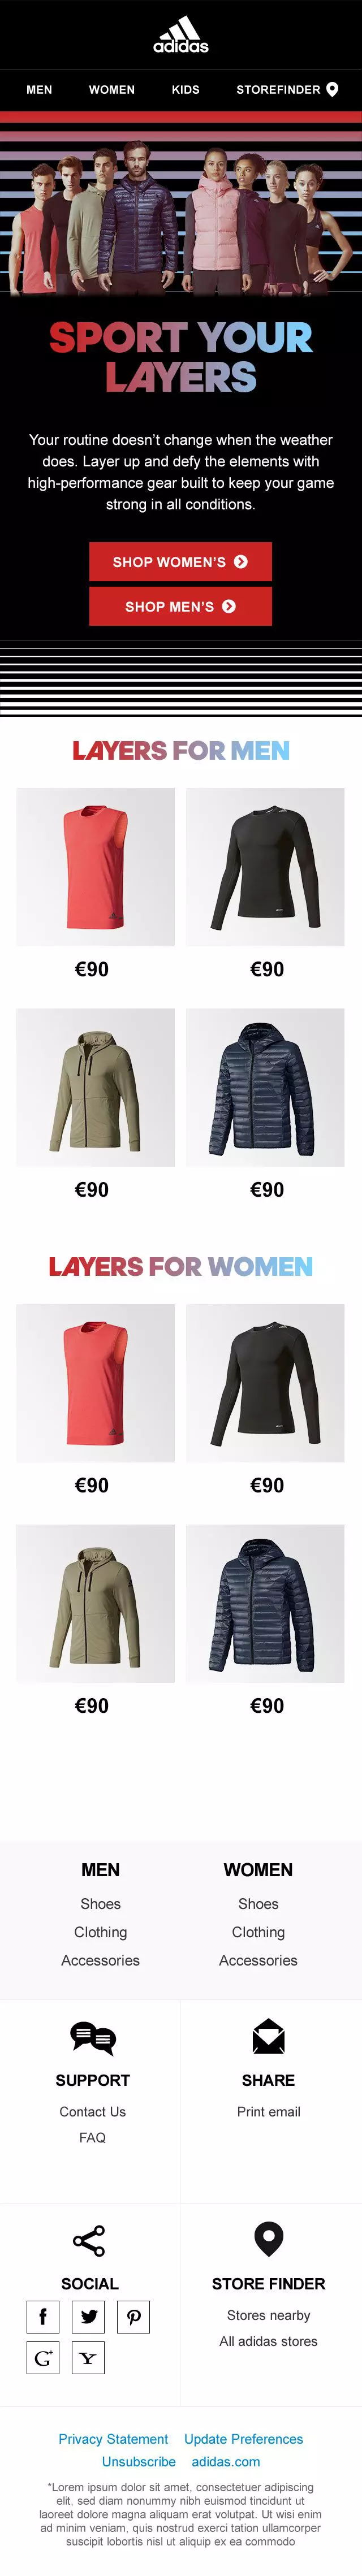 adidas
MEN WOMEN KIDS STOREFINDER
SPORT YOUR
LAYERS
Your routine doesn't change when the weather
does. Layer up and defy the elements with
high-performance gear built to keep your game
strong in all conditions.
SHOP WOMEN'S
SHOP MEN'S
LAYERS FOR MEN
€90 €90
€90 €90
LAYERS FOR WOMEN
€90 €90
€90 €90
MEN WOMEN
Shoes Shoes
Clothing Clothing
Accessories Accessories
SUPPORT SHARE
Contact Us Print email
FAQ
SOCIAL STORE FINDER
Stores nearby
All adidas stores
Privacy Statement Update Preferences
Unsubscribe adidas.com
*Lorem ipsum dolor sit amet, consectetuer adipiscing
elit, sed diam nonummy nibh euismod tincidunt ut
laoreet dolore magna aliquam erat volutpat. Ut wisi enim
ad minim veniam, quis nostrud exerci tation ullamcorper
suscipit lobortis nisl ut aliquip ex ea commodo